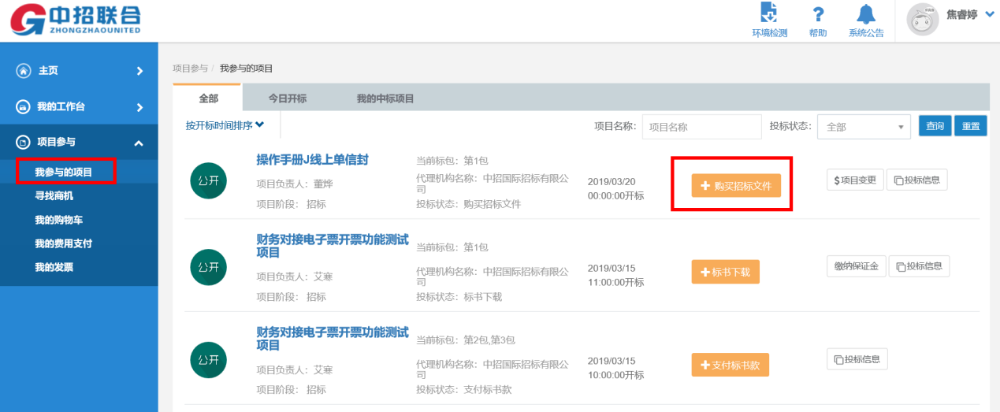 中招联合
ZHONGZHAOUNITED
环境检测
帮助
系统公告
焦睿婷
主页
我的工作台
项目参与
我参与的项目
寻找商机
我的购物车
我的费用支付
我的发票
项目参与 / 我参与的项目
全部 今日开标 我的中标项目
按开标时间排序 项目名称: 项目名称 投标状态: 全部 查询 重置
公开
操作手册J线上单信封
项目负责人: 董烨
项目阶段: 招标
当前标包: 第1包
代理机构名称: 中招国际招标有限公
司
投标状态: 购买招标文件
2019/03/20
00:00:00开标
+ 购买招标文件
$项目变更 投标信息
公开
财务对接电子票开票功能测试
项目
项目负责人: 艾寒
项目阶段: 招标
当前标包: 第1包
代理机构名称: 中招国际招标有限公
司
投标状态: 标书下载
2019/03/15
11:00:00开标
+标书下载
缴纳保证金 投标信息
公开
财务对接电子票开票功能测试
项目
项目负责人: 艾寒
项目阶段: 招标
当前标包: 第2包,第3包
代理机构名称: 中招国际招标有限公
司
投标状态: 支付标书款
2019/03/15
10:00:00开标
+支付标书款
投标信息